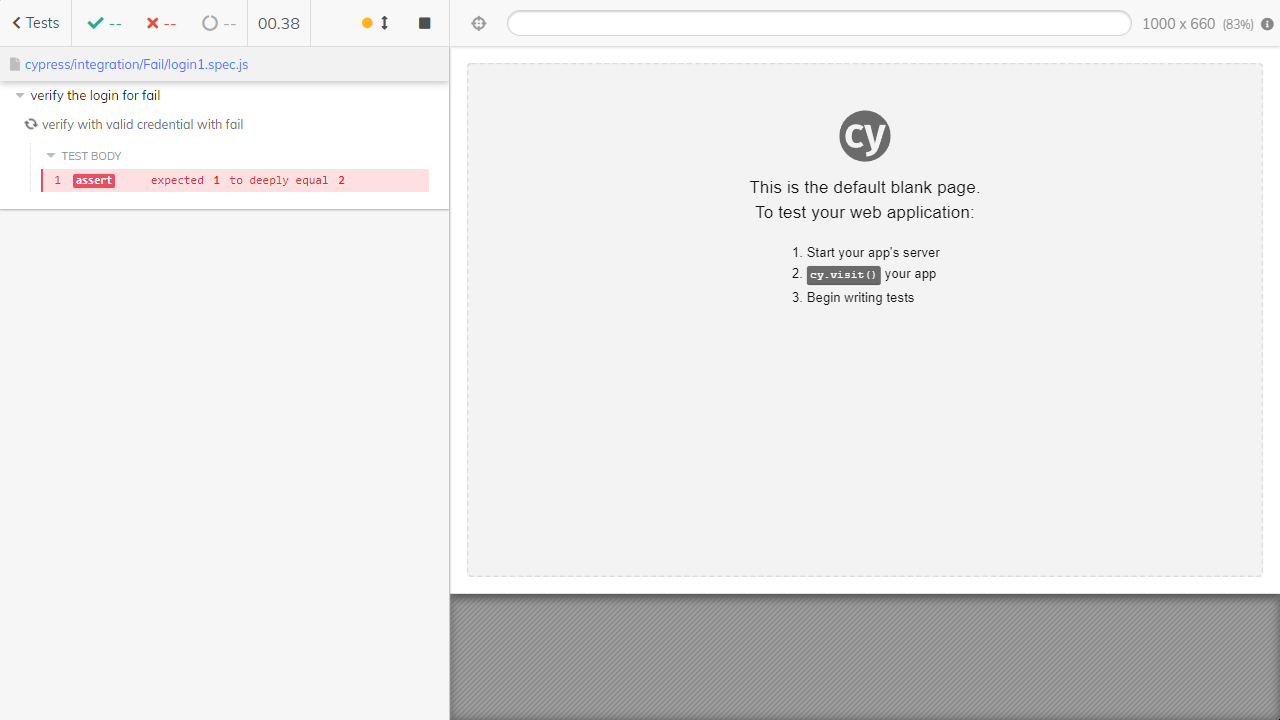 Tests -- -- -- 00.38
1000 x 660 (83%)
cypress/integration/Fail/login1.spec.js
verify the login for fail
verify with valid credential with fail
TEST BODY
1 assert expected 1 to deeply equal 2
cy
This is the default blank page.
To test your web application:
1. Start your app's server
2. cy.visit() your app
3. Begin writing tests